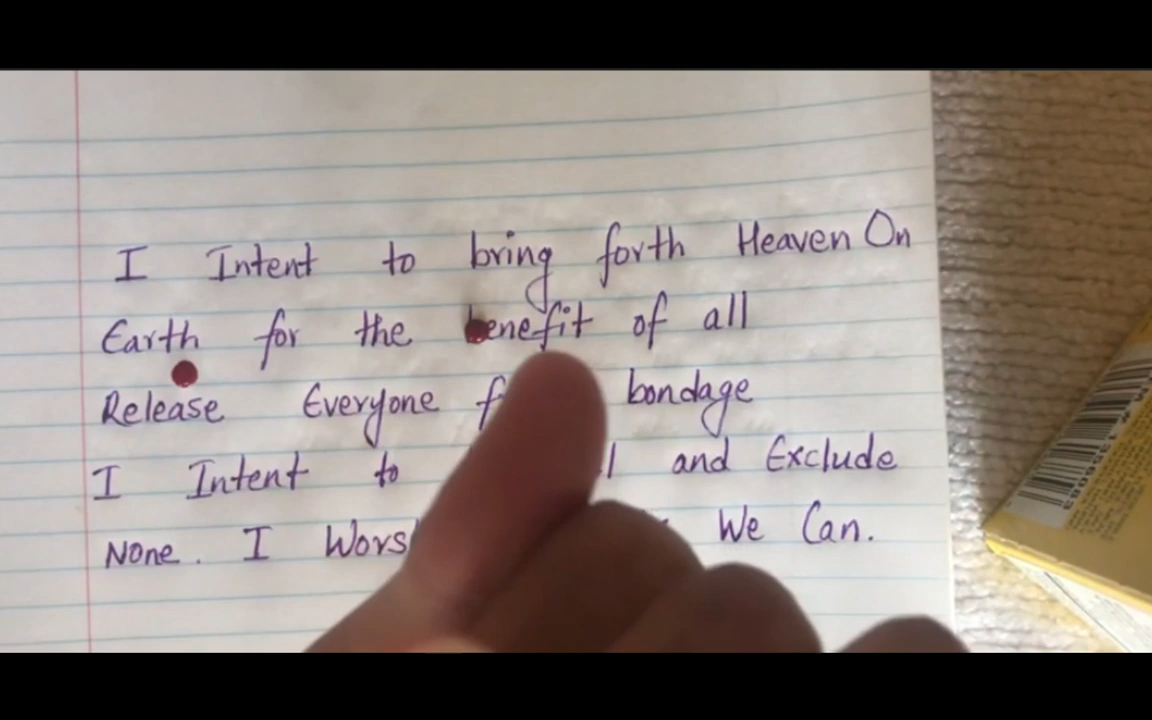 I Intent to bring forth Heaven On
Earth for the benefit of all
Release Everyone bondage
I Intent to and Exclude
None. I We Can.